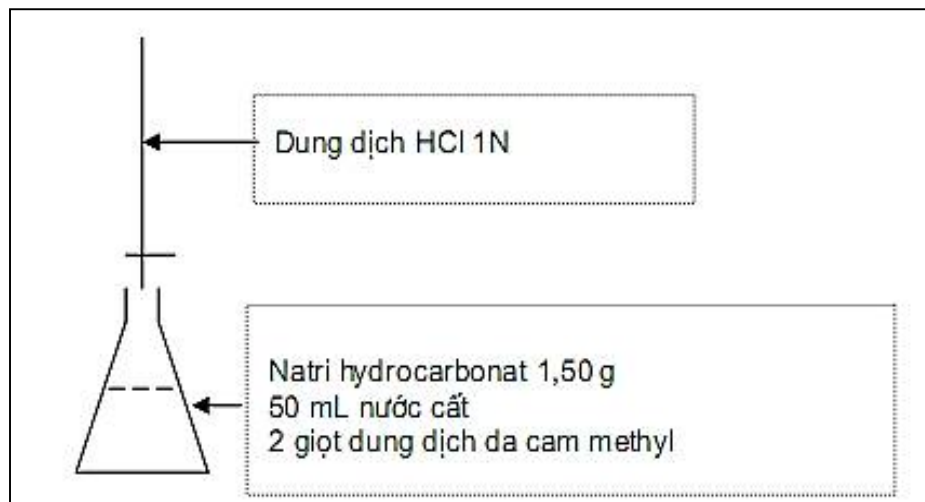 Dung dịch HCl 1N
Natri hydrocarbonat 1,50 g
50 mL nước cất
2 giọt dung dịch da cam methyl